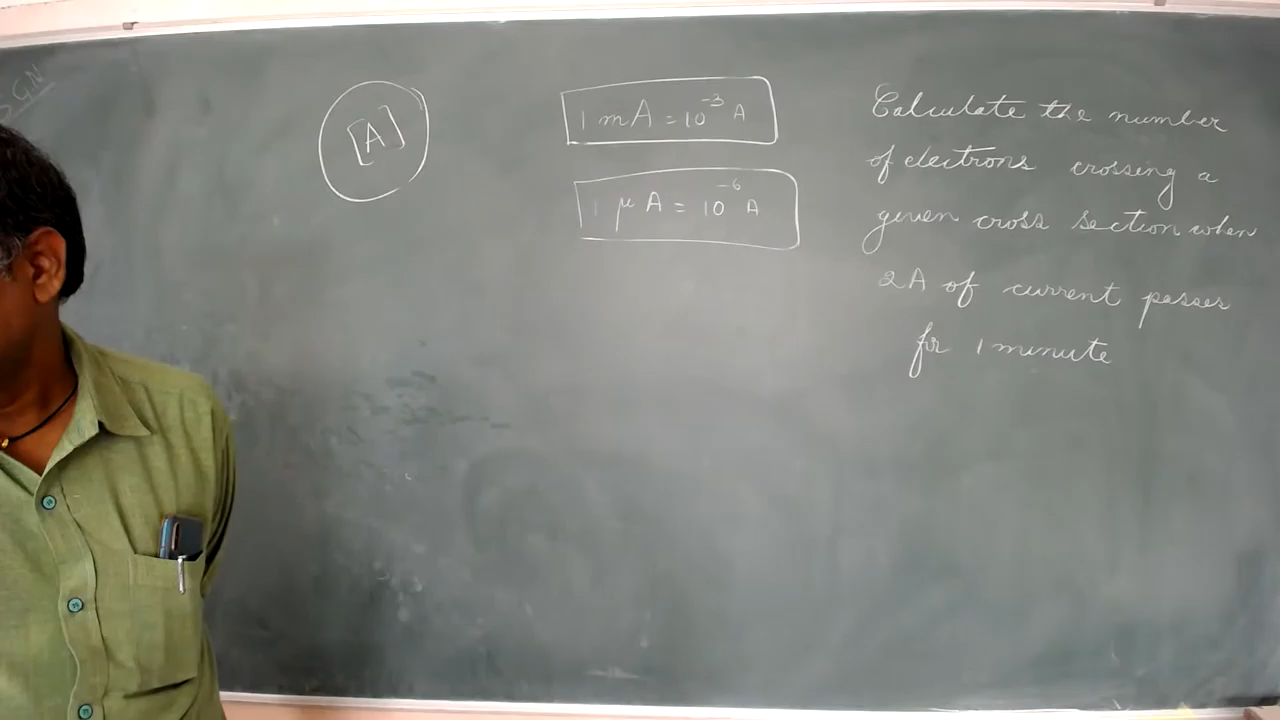 SGN
[A]
1 mA = 10⁻³ A
1 μA = 10⁻⁶ A
Calculate the number
of electrons crossing a
given cross section when
2A of current passes
for 1 minute